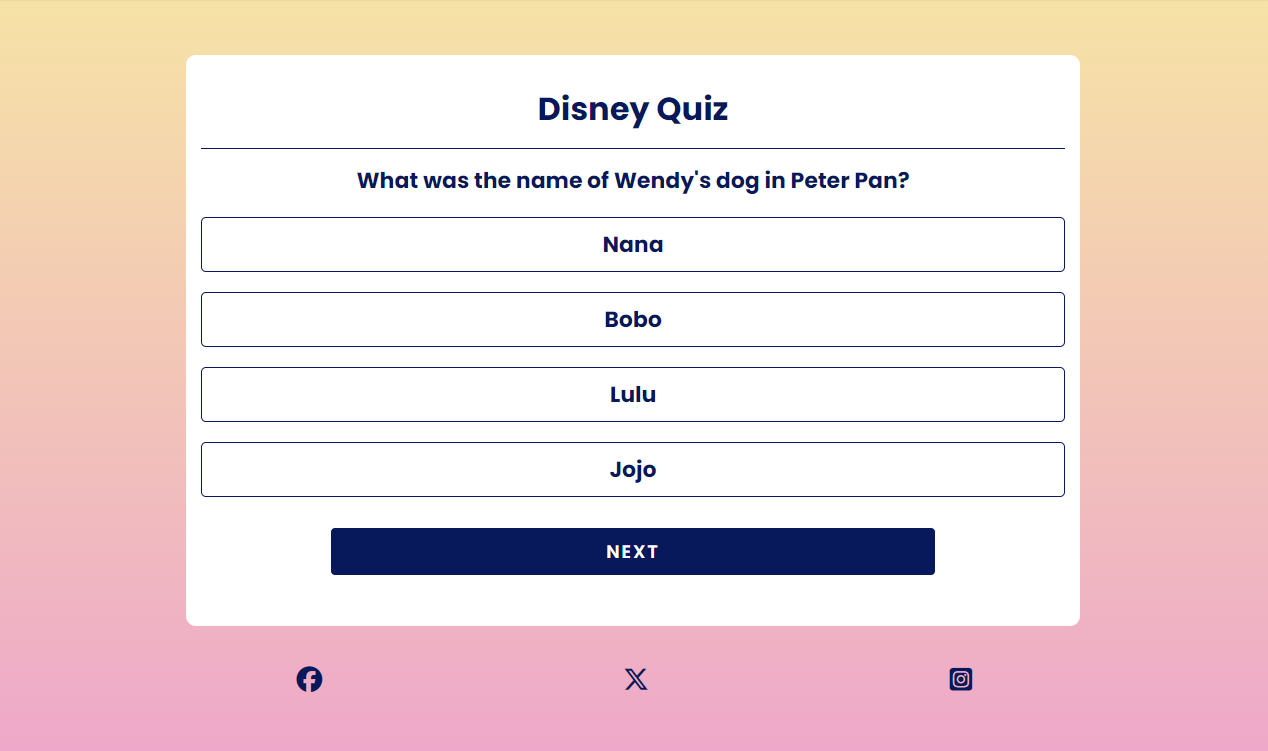 Disney Quiz
What was the name of Wendy's dog in Peter Pan?
Nana
Bobo
Lulu
Jojo
NEXT